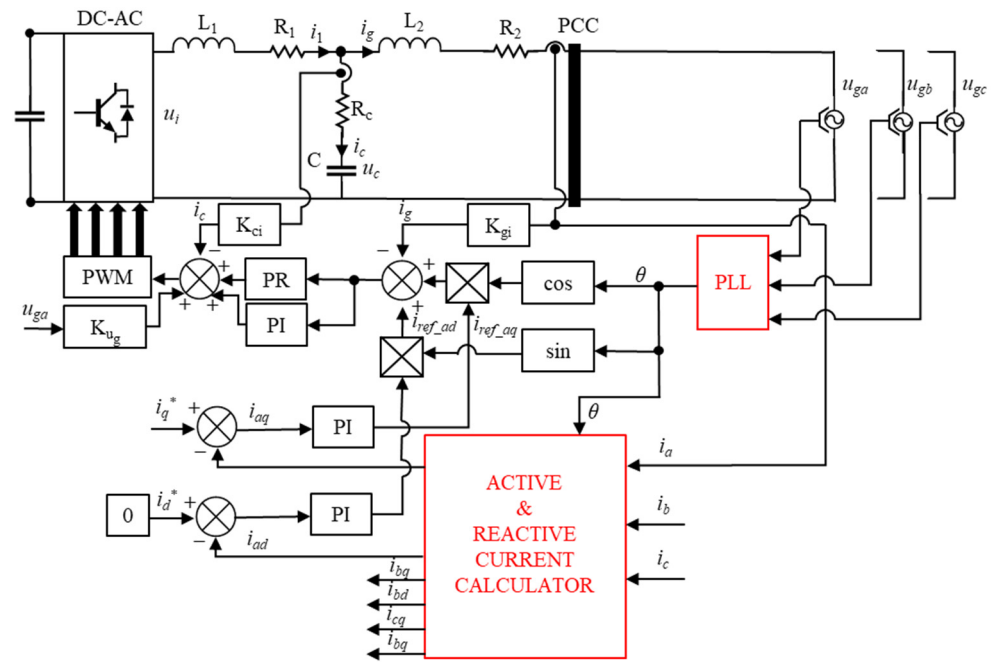 DC-AC
L1
R1
i1
ig
L2
R2
PCC
uga
ugb
ugc
ui
Rc
ic
C
uc
ic
Kci
ig
Kgi
PWM
PR
cos
θ
PLL
uga
Kug
PI
iref_ad
iref_aq
sin
iq*
iaq
PI
θ
ia
0
id*
PI
iad
ACTIVE
&
REACTIVE
CURRENT
CALCULATOR
ib
ic
ibq
ibd
icq
ibq